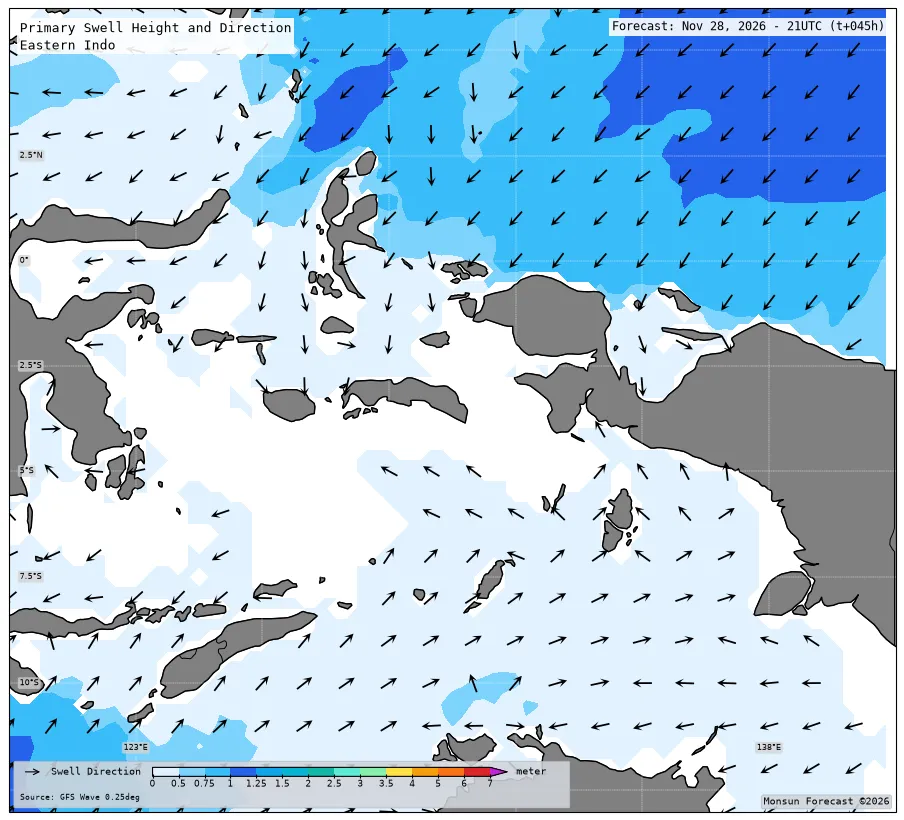 Primary Swell Height and Direction
Eastern Indo
Forecast: Nov 28, 2026 - 21UTC (t+045h)
2.5°N
0°
2.5°S
5°S
7.5°S
10°S
123°E
138°E
Swell Direction
0 0.5 0.75 1 1.25 1.5 2 2.5 3 3.5 4 5 6 7
meter
Source: GFS Wave 0.25deg
Monsun Forecast ©2026